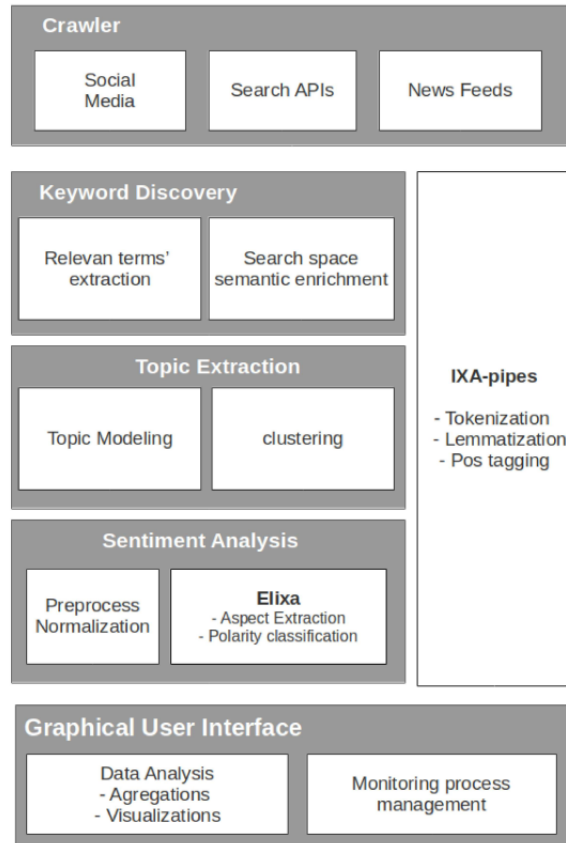 Crawler
Social
Media
Search APIs
News Feeds
Keyword Discovery
Relevan terms’
extraction
Search space
semantic enrichment
Topic Extraction
Topic Modeling
clustering
IXA-pipes
- Tokenization
- Lemmatization
- Pos tagging
Sentiment Analysis
Preprocess
Normalization
Elixa
- Aspect Extraction
- Polarity classification
Graphical User Interface
Data Analysis
- Agregations
- Visualizations
Monitoring process
management